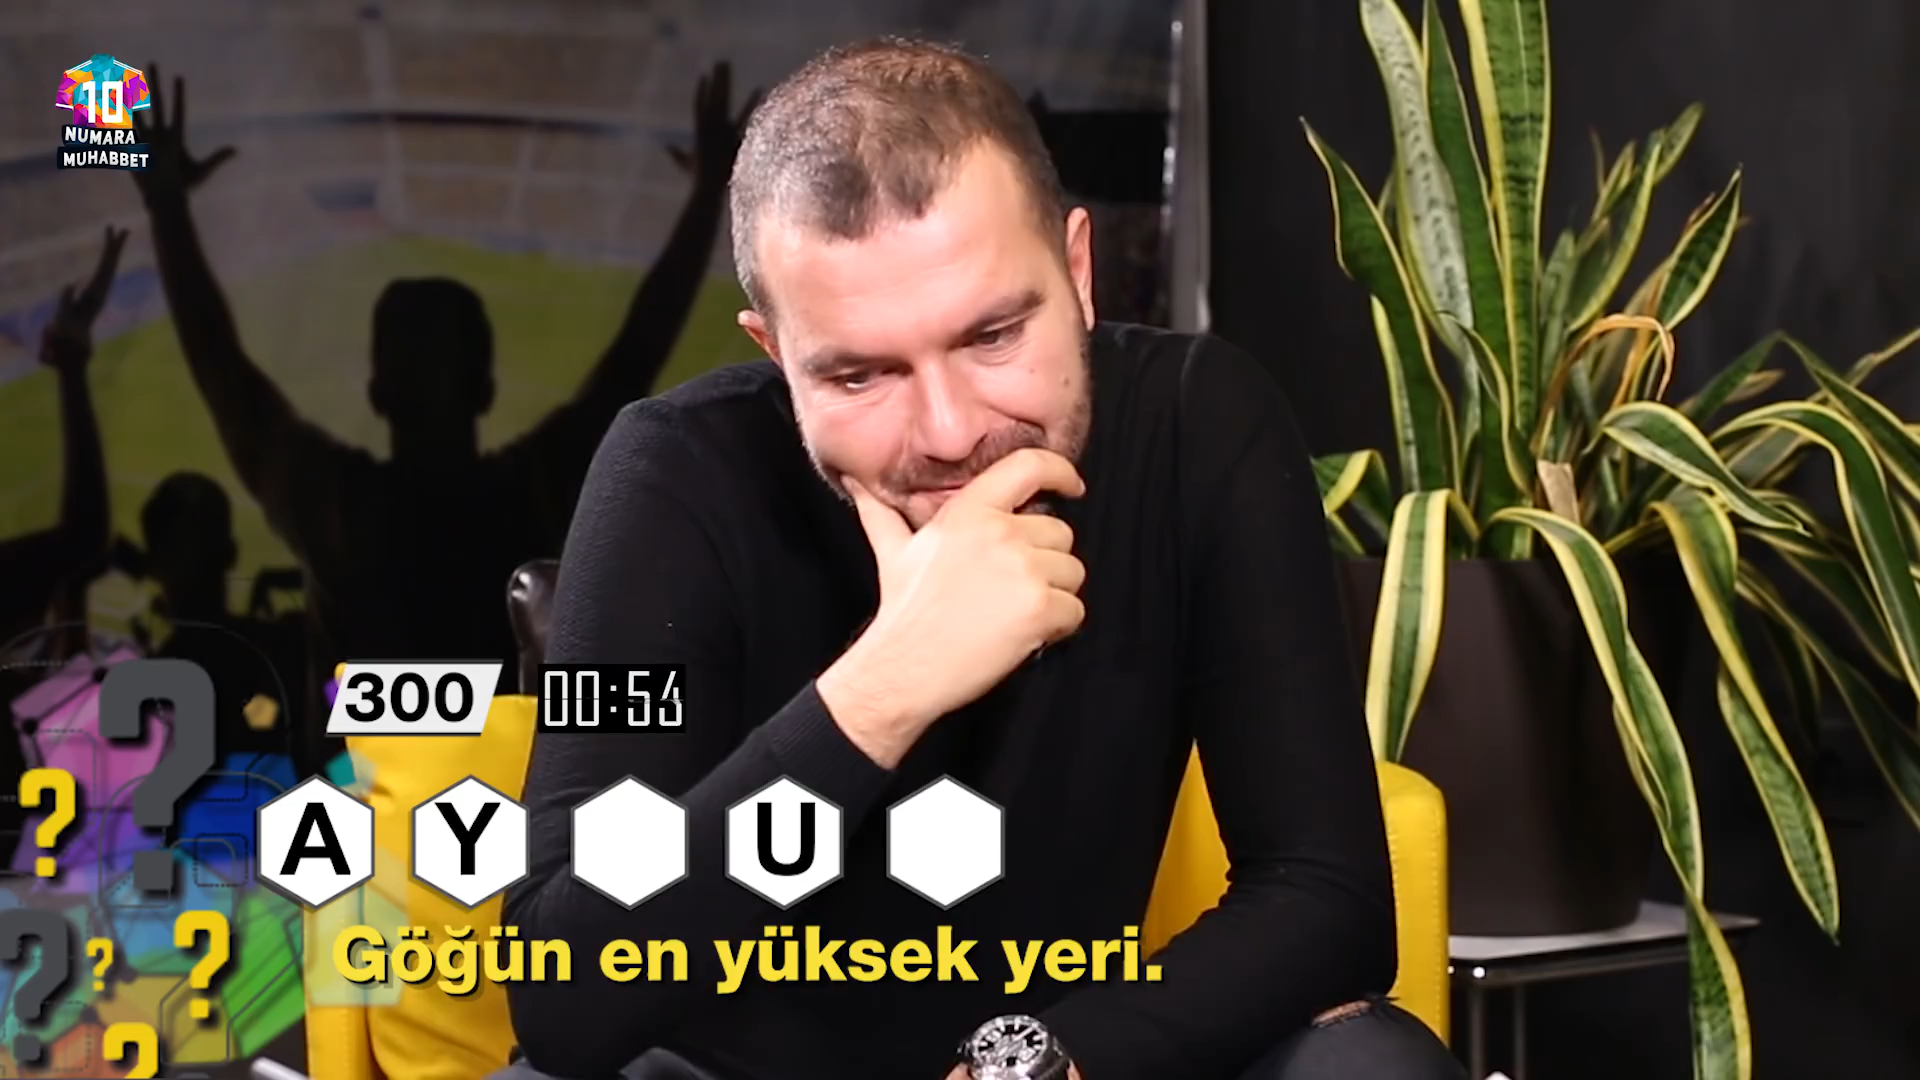 10
NUMARA
MUHABBET
300
00:54
A Y U
Göğün en yüksek yeri.